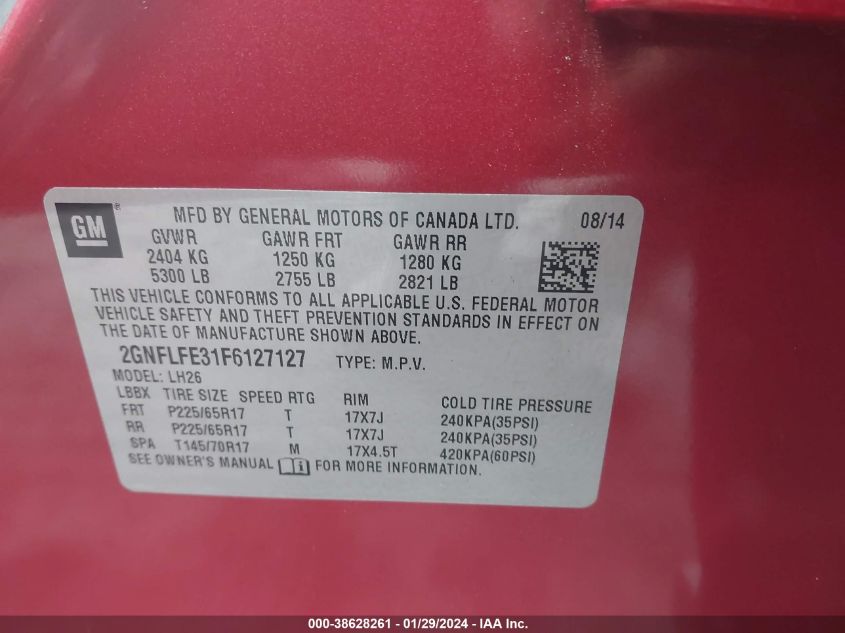 GM ® MFD BY GENERAL MOTORS OF CANADA LTD. 08/14
GVWR GAWR FRT GAWR RR
2404 KG 1250 KG 1280 KG
5300 LB 2755 LB 2821 LB
THIS VEHICLE CONFORMS TO ALL APPLICABLE U.S. FEDERAL MOTOR
VEHICLE SAFETY AND THEFT PREVENTION STANDARDS IN EFFECT ON
THE DATE OF MANUFACTURE SHOWN ABOVE.
2GNFLFE31F6127127 TYPE: M.P.V.
MODEL: LH26
LBBX TIRE SIZE SPEED RTG RIM COLD TIRE PRESSURE
FRT P225/65R17 T 17X7J 240KPA(35PSI)
RR P225/65R17 T 17X7J 240KPA(35PSI)
SPA T145/70R17 M 17X4.5T 420KPA(60PSI)
SEE OWNER'S MANUAL FOR MORE INFORMATION.
000-38628261 - 01/29/2024 - IAA Inc.